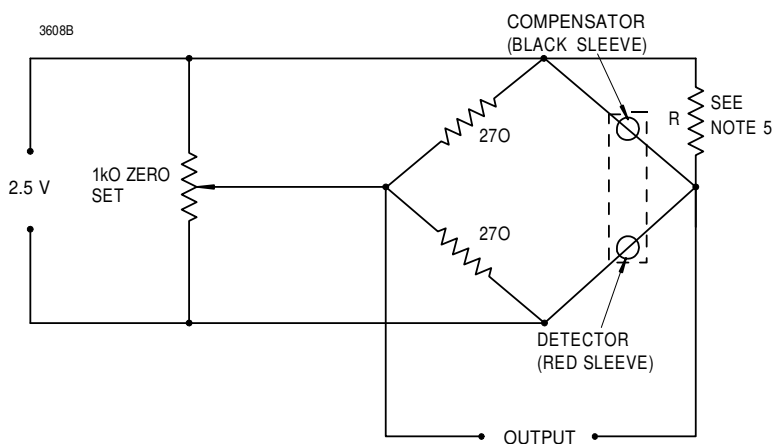 3608B
COMPENSATOR
(BLACK SLEEVE)
R
SEE
NOTE 5
27O
2.5 V
1kO ZERO
SET
27O
DETECTOR
(RED SLEEVE)
OUTPUT